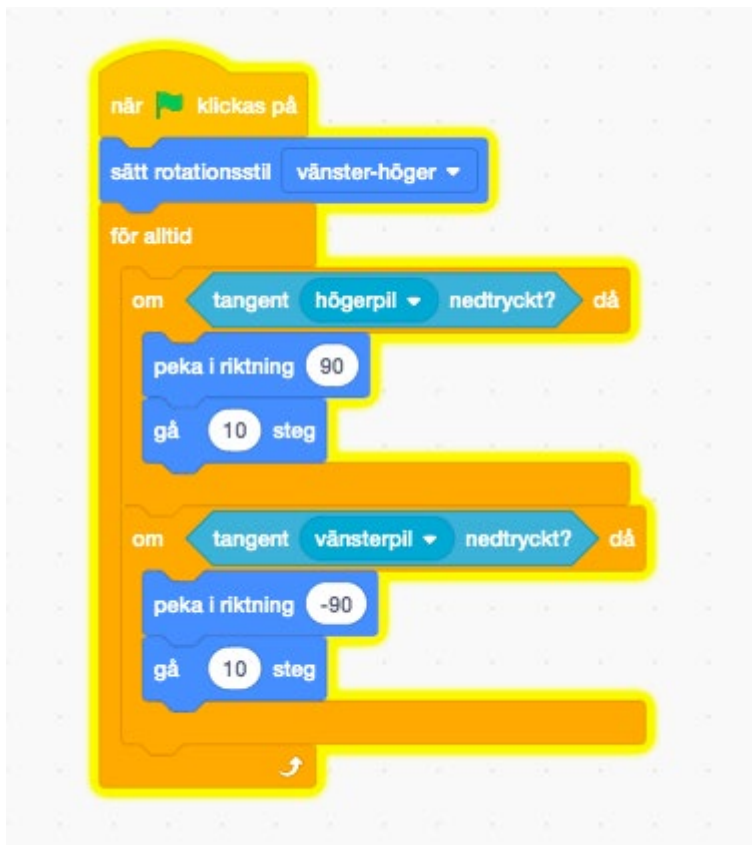 när klickas på
sätt rotationsstil vänster-höger
för alltid
om tangent högerpil nedtryckt? då
peka i riktning 90
gå 10 steg
om tangent vänsterpil nedtryckt? då
peka i riktning -90
gå 10 steg